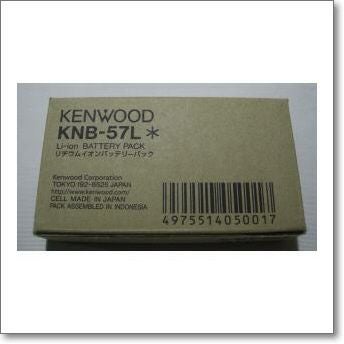 KENWOOD
KNB-57L *
Li-ion BATTERY PACK
リチウムイオンバッテリーパック
Kenwood Corporation
TOKYO 192-8525 JAPAN
http://www.kenwood.com/
CELL MADE IN JAPAN
PACK ASSEMBLED IN INDONESIA
4975514050017